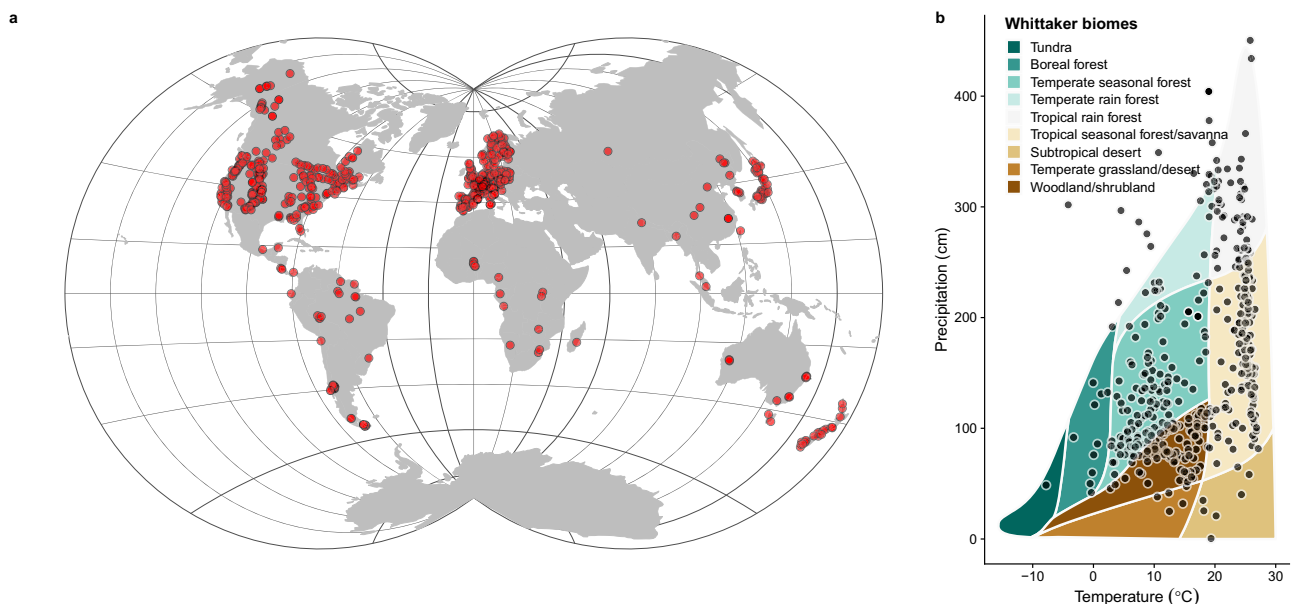 a
b
Whittaker biomes
Tundra
Boreal forest
Temperate seasonal forest
Temperate rain forest
Tropical rain forest
Tropical seasonal forest/savanna
Subtropical desert
Temperate grassland/desert
Woodland/shrubland
Precipitation (cm)
400
300
200
100
0
−10
0
10
20
30
Temperature (°C)